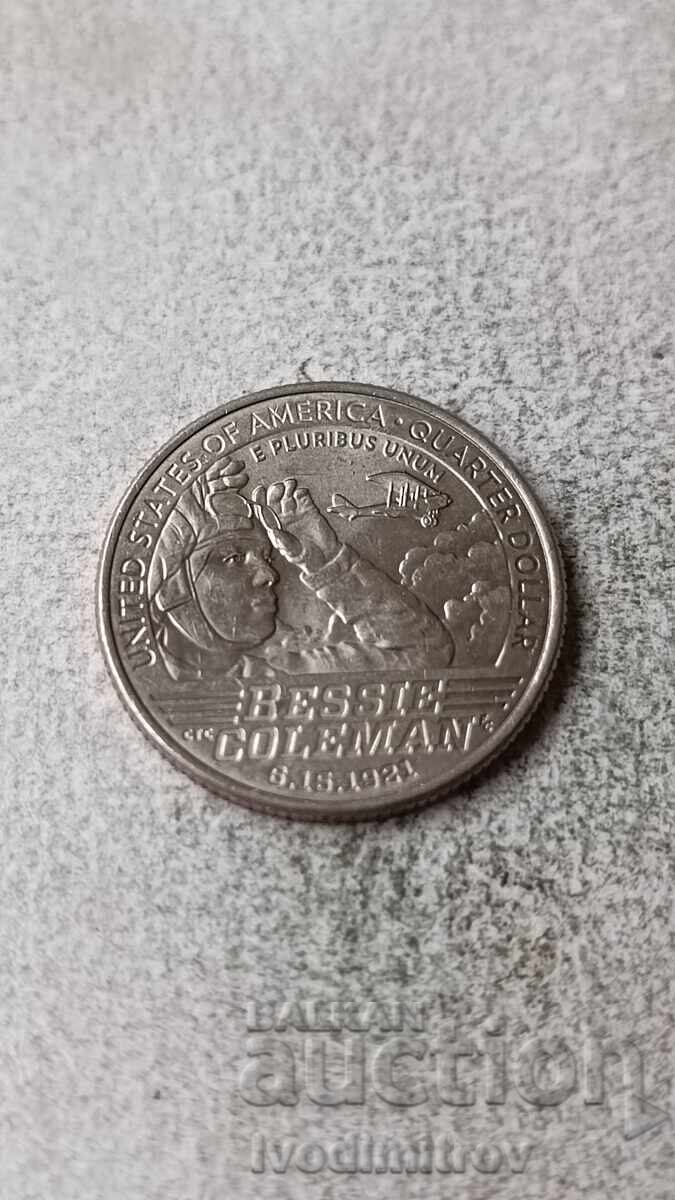 UNITED STATES OF AMERICA · QUARTER DOLLAR
E PLURIBUS UNUM
BESSIE
COLEMAN
6.15.1921
BALKAN
auction
Ivodimitrov